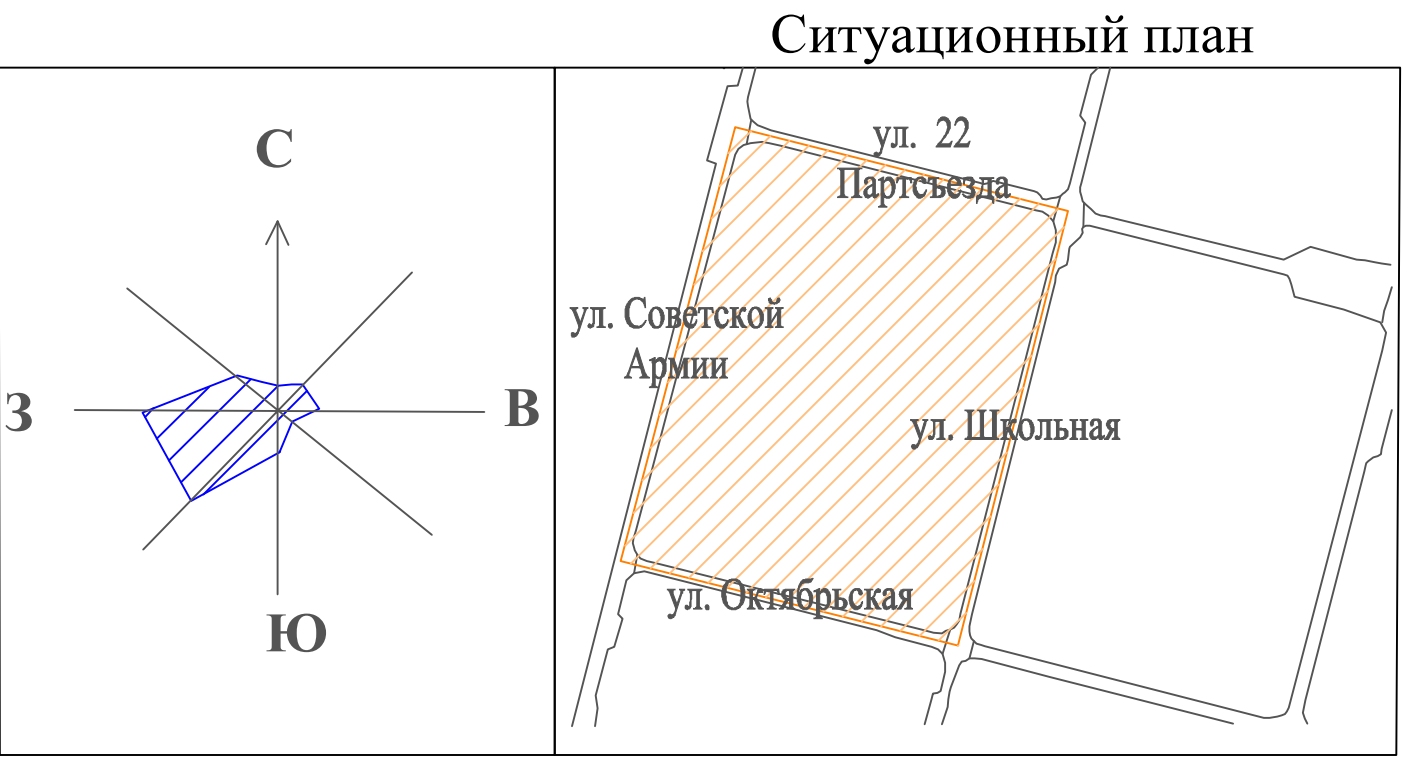 Ситуационный план
С
З
В
Ю
ул. 22
Партсъезда
ул. Советской
Армии
ул. Школьная
ул. Октябрьская